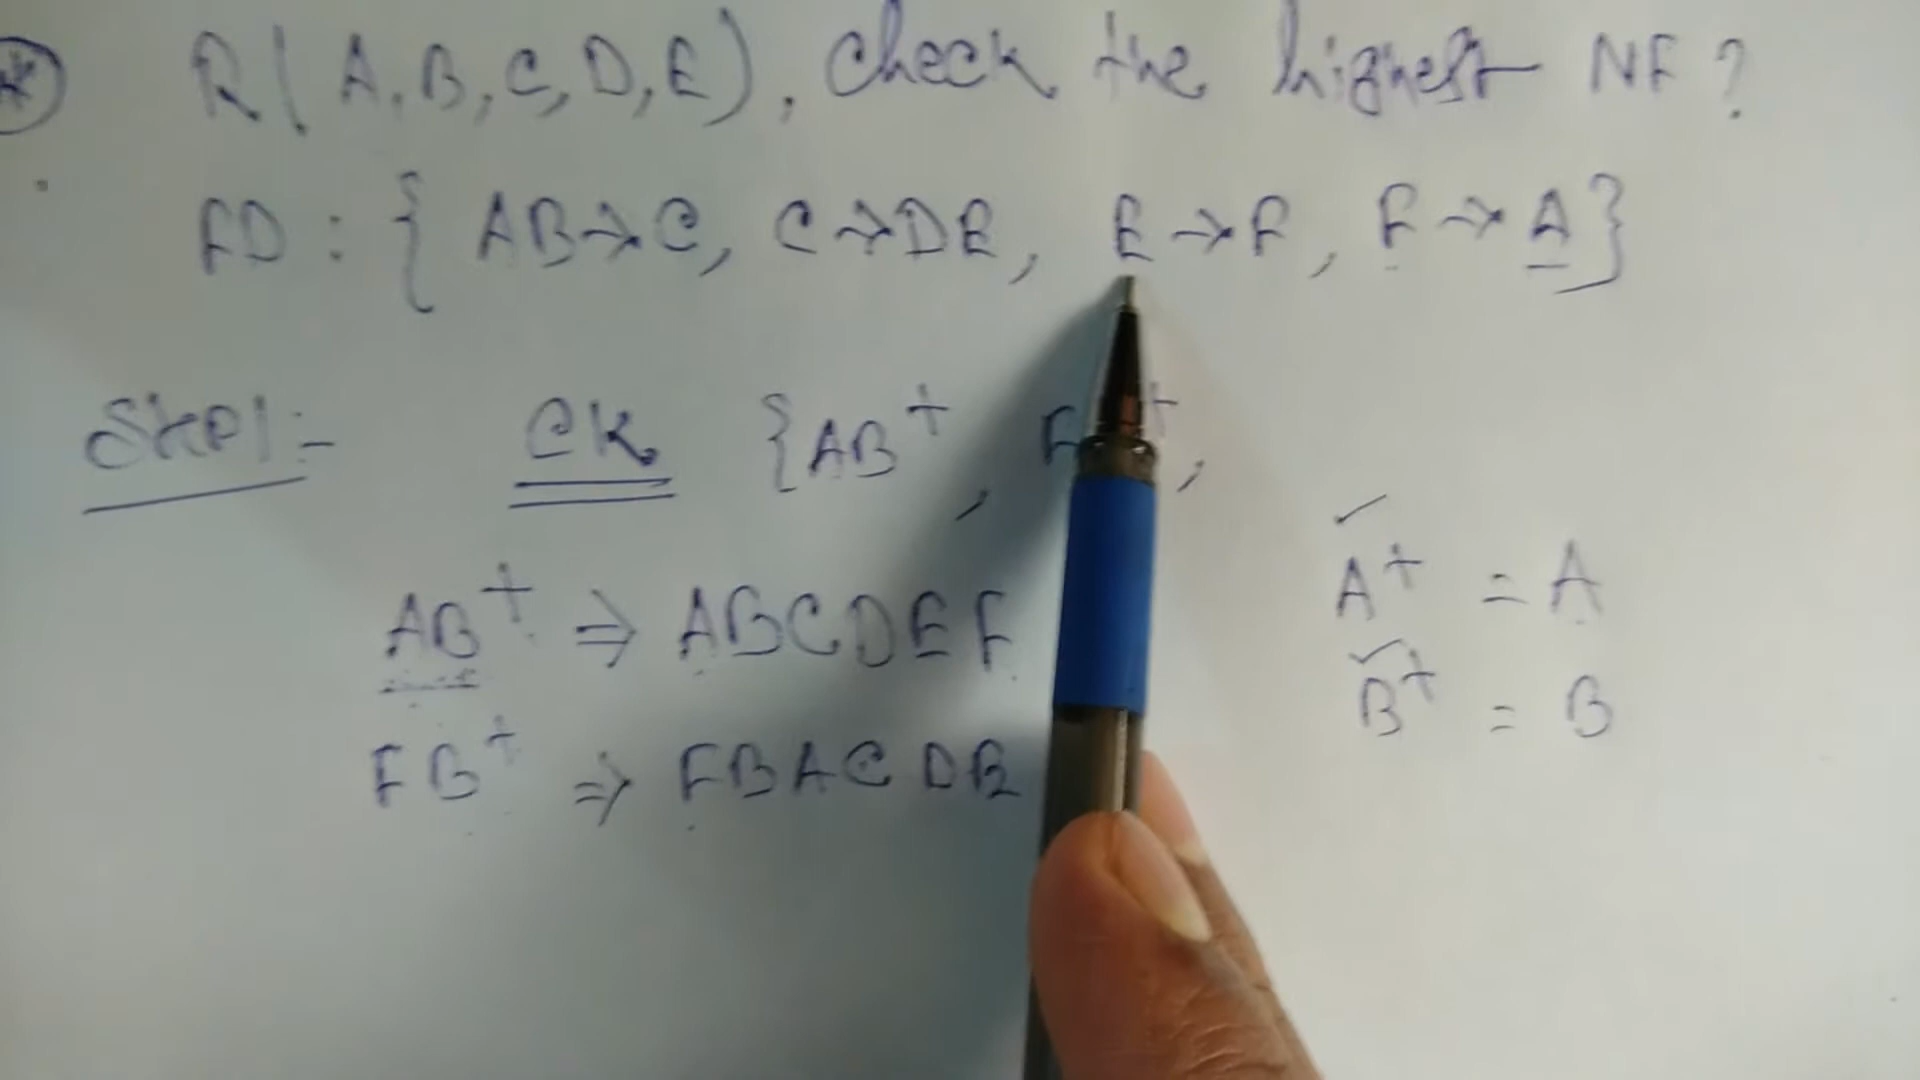 R(A,B,C,D,E), check the highest NF?
FD : { AB→C, C→DE, E→F, F→A }
Step1:- CK {AB⁺, F ⁺,
AB⁺ ⇒ ABCDEF
A⁺ = A
B⁺ = B
FB⁺ ⇒ FBACDE